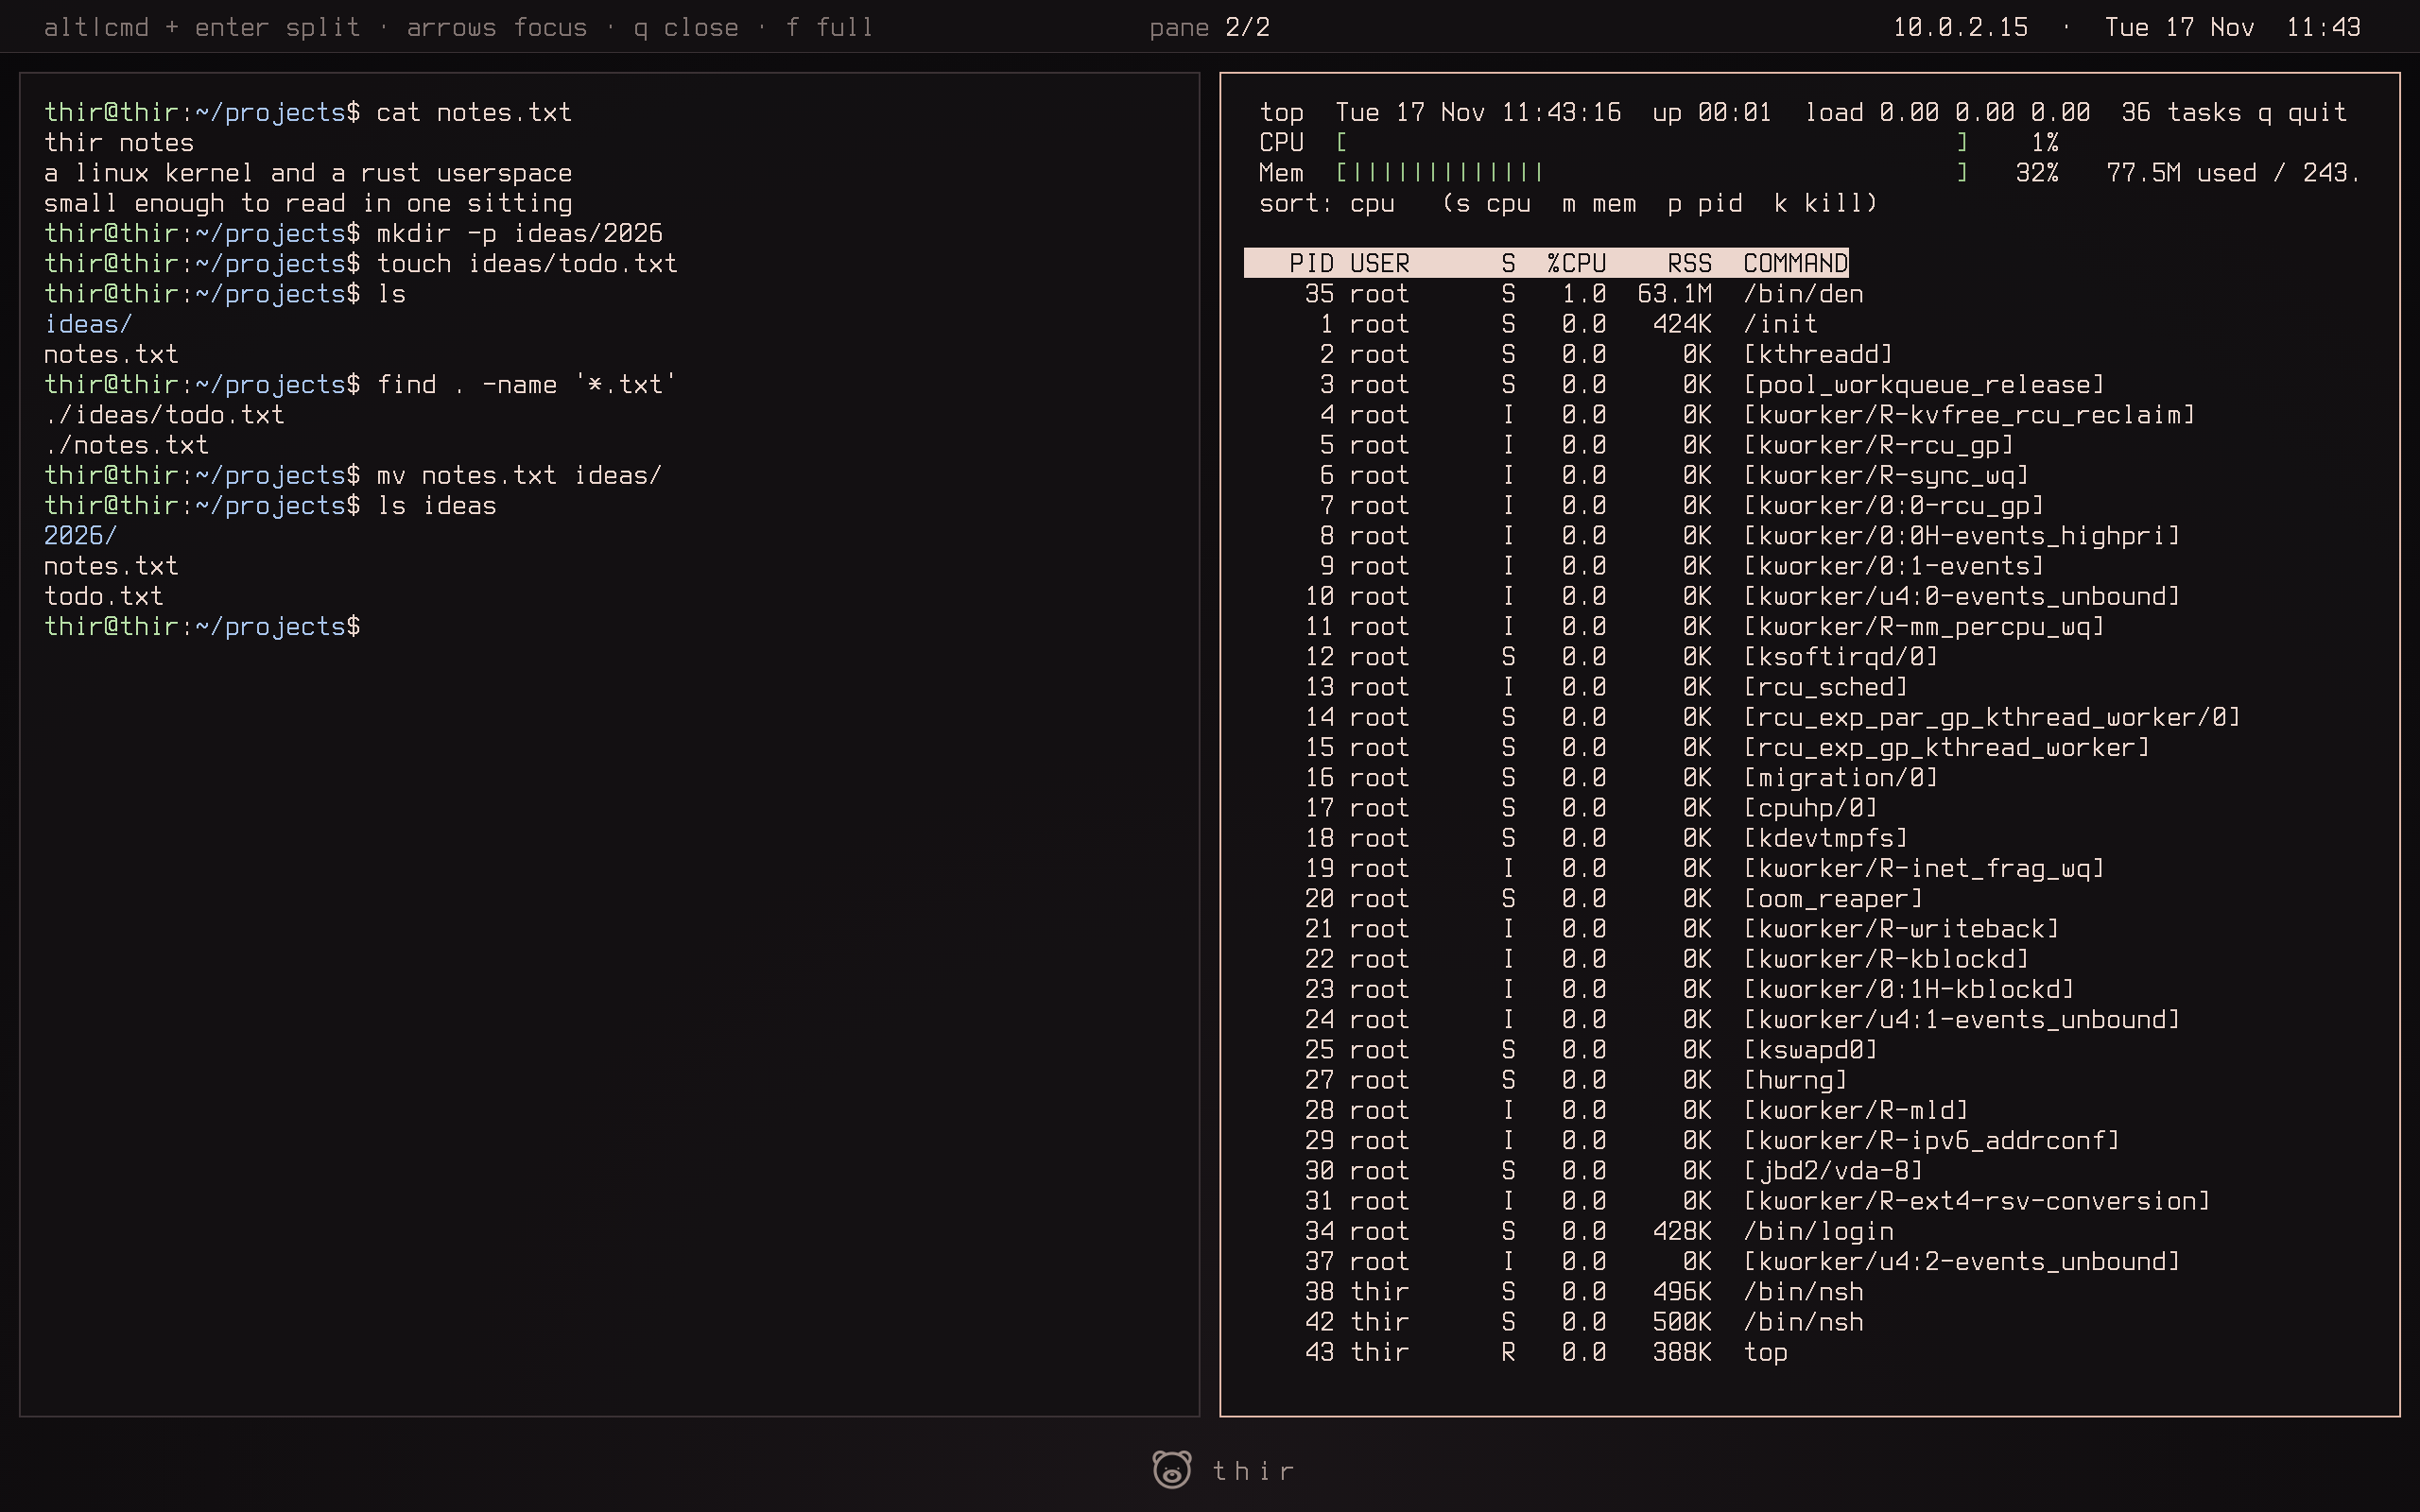 alt|cmd + enter split · arrows focus · q close · f full
pane 2/2
10.0.2.15 · Tue 17 Nov 11:43
thir@thir:~/projects$ cat notes.txt
thir notes
a linux kernel and a rust userspace
small enough to read in one sitting
thir@thir:~/projects$ mkdir -p ideas/2026
thir@thir:~/projects$ touch ideas/todo.txt
thir@thir:~/projects$ ls
ideas/
notes.txt
thir@thir:~/projects$ find . -name '*.txt'
./ideas/todo.txt
./notes.txt
thir@thir:~/projects$ mv notes.txt ideas/
thir@thir:~/projects$ ls ideas
2026/
notes.txt
todo.txt
thir@thir:~/projects$
top Tue 17 Nov 11:43:16 up 00:01 load 0.00 0.00 0.00 36 tasks q quit
CPU [ ] 1%
Mem [||||||||||||| ] 32% 77.5M used / 243.
sort: cpu (s cpu m mem p pid k kill)
PID USER S %CPU RSS COMMAND
35 root S 1.0 63.1M /bin/den
1 root S 0.0 424K /init
2 root S 0.0 0K [kthreadd]
3 root S 0.0 0K [pool_workqueue_release]
4 root I 0.0 0K [kworker/R-kvfree_rcu_reclaim]
5 root I 0.0 0K [kworker/R-rcu_gp]
6 root I 0.0 0K [kworker/R-sync_wq]
7 root I 0.0 0K [kworker/0:0-rcu_gp]
8 root I 0.0 0K [kworker/0:0H-events_highpri]
9 root I 0.0 0K [kworker/0:1-events]
10 root I 0.0 0K [kworker/u4:0-events_unbound]
11 root I 0.0 0K [kworker/R-mm_percpu_wq]
12 root S 0.0 0K [ksoftirqd/0]
13 root I 0.0 0K [rcu_sched]
14 root S 0.0 0K [rcu_exp_par_gp_kthread_worker/0]
15 root S 0.0 0K [rcu_exp_gp_kthread_worker]
16 root S 0.0 0K [migration/0]
17 root S 0.0 0K [cpuhp/0]
18 root S 0.0 0K [kdevtmpfs]
19 root I 0.0 0K [kworker/R-inet_frag_wq]
20 root S 0.0 0K [oom_reaper]
21 root I 0.0 0K [kworker/R-writeback]
22 root I 0.0 0K [kworker/R-kblockd]
23 root I 0.0 0K [kworker/0:1H-kblockd]
24 root I 0.0 0K [kworker/u4:1-events_unbound]
25 root S 0.0 0K [kswapd0]
27 root S 0.0 0K [hwrng]
28 root I 0.0 0K [kworker/R-mld]
29 root I 0.0 0K [kworker/R-ipv6_addrconf]
30 root S 0.0 0K [jbd2/vda-8]
31 root I 0.0 0K [kworker/R-ext4-rsv-conversion]
34 root S 0.0 428K /bin/login
37 root I 0.0 0K [kworker/u4:2-events_unbound]
38 thir S 0.0 496K /bin/nsh
42 thir S 0.0 500K /bin/nsh
43 thir R 0.0 388K top
thir